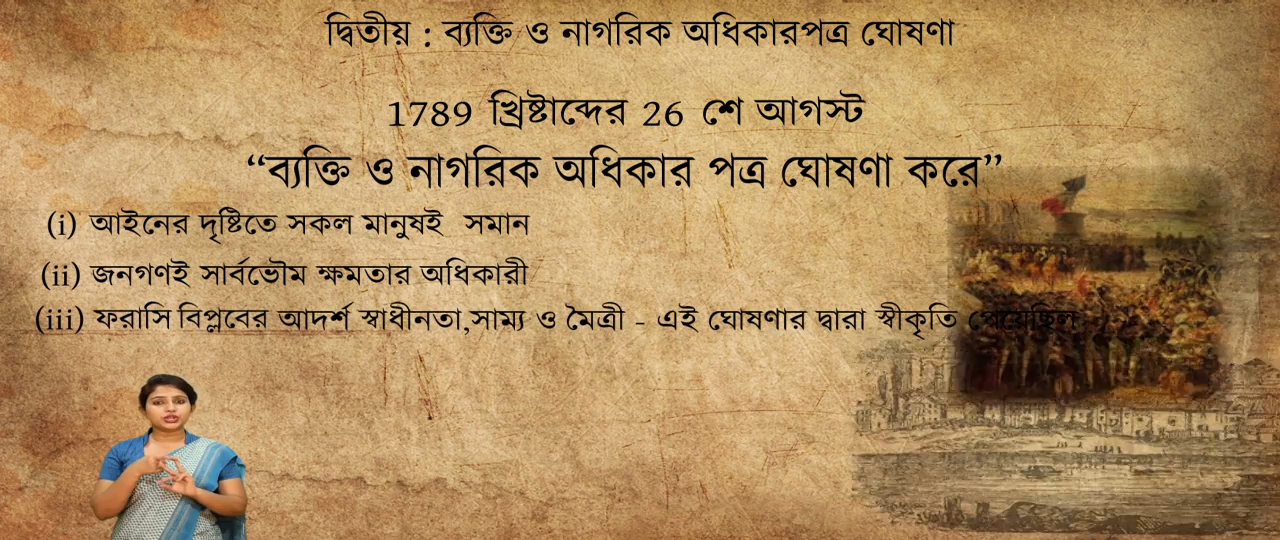 দ্বিতীয় : ব্যক্তি ও নাগরিক অধিকারপত্র ঘোষণা
1789 খ্রিষ্টাব্দের 26 শে আগস্ট
“ব্যক্তি ও নাগরিক অধিকার পত্র ঘোষণা করে”
(i) আইনের দৃষ্টিতে সকল মানুষই সমান
(ii) জনগণই সার্বভৌম ক্ষমতার অধিকারী
(iii) ফরাসি বিপ্লবের আদর্শ স্বাধীনতা,সাম্য ও মৈত্রী - এই ঘোষণার দ্বারা স্বীকৃতি পেয়েছিল